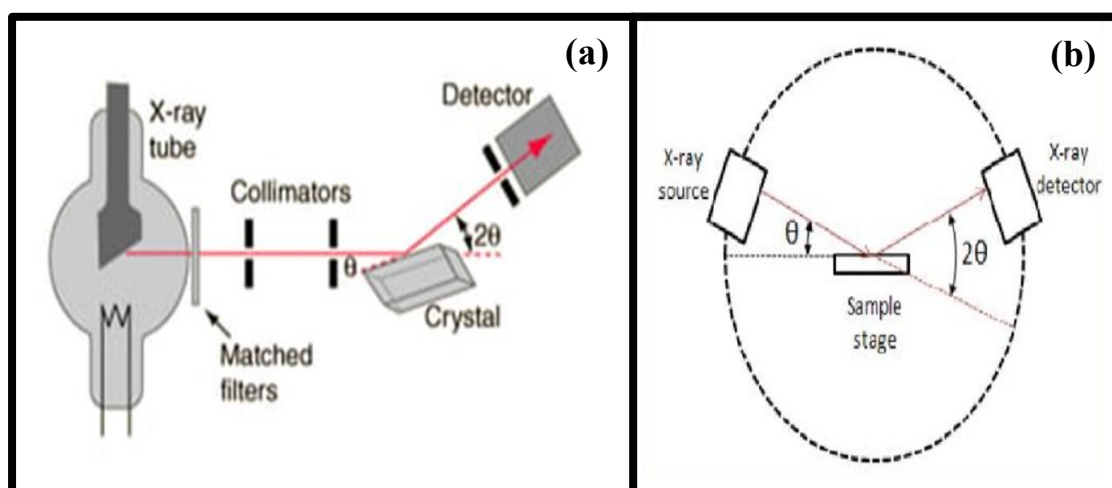 (a)
X-ray
tube
Collimators
Detector
2θ
θ
Crystal
Matched
filters
(b)
X-ray
source
X-ray
detector
θ
2θ
Sample
stage